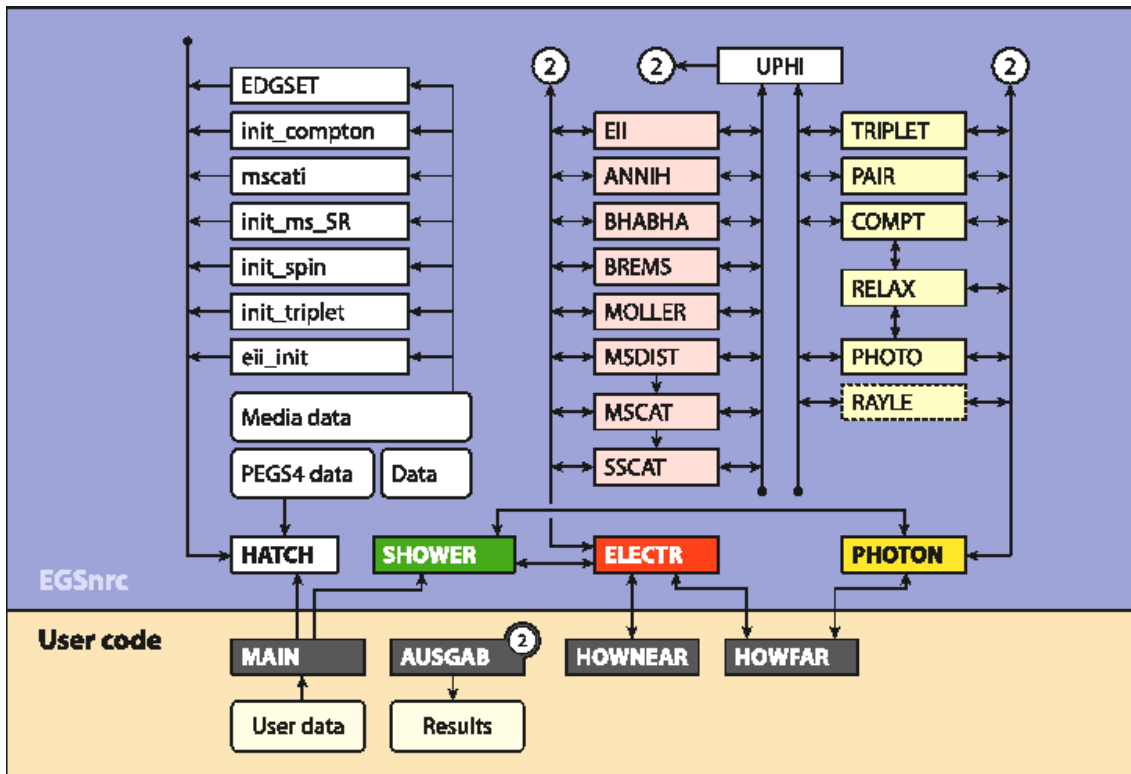 2
2
UPHI
2
EDGSET
init_compton
mscati
init_ms_SR
init_spin
init_triplet
eii_init
Media data
PEGS4 data
Data
EII
ANNIH
BHABHA
BREMS
MOLLER
MSDIST
MSCAT
SSCAT
TRIPLET
PAIR
COMPT
RELAX
PHOTO
RAYLE
HATCH
SHOWER
ELECTR
PHOTON
EGSnrc
User code
MAIN
AUSGAB
2
HOWNEAR
HOWFAR
User data
Results